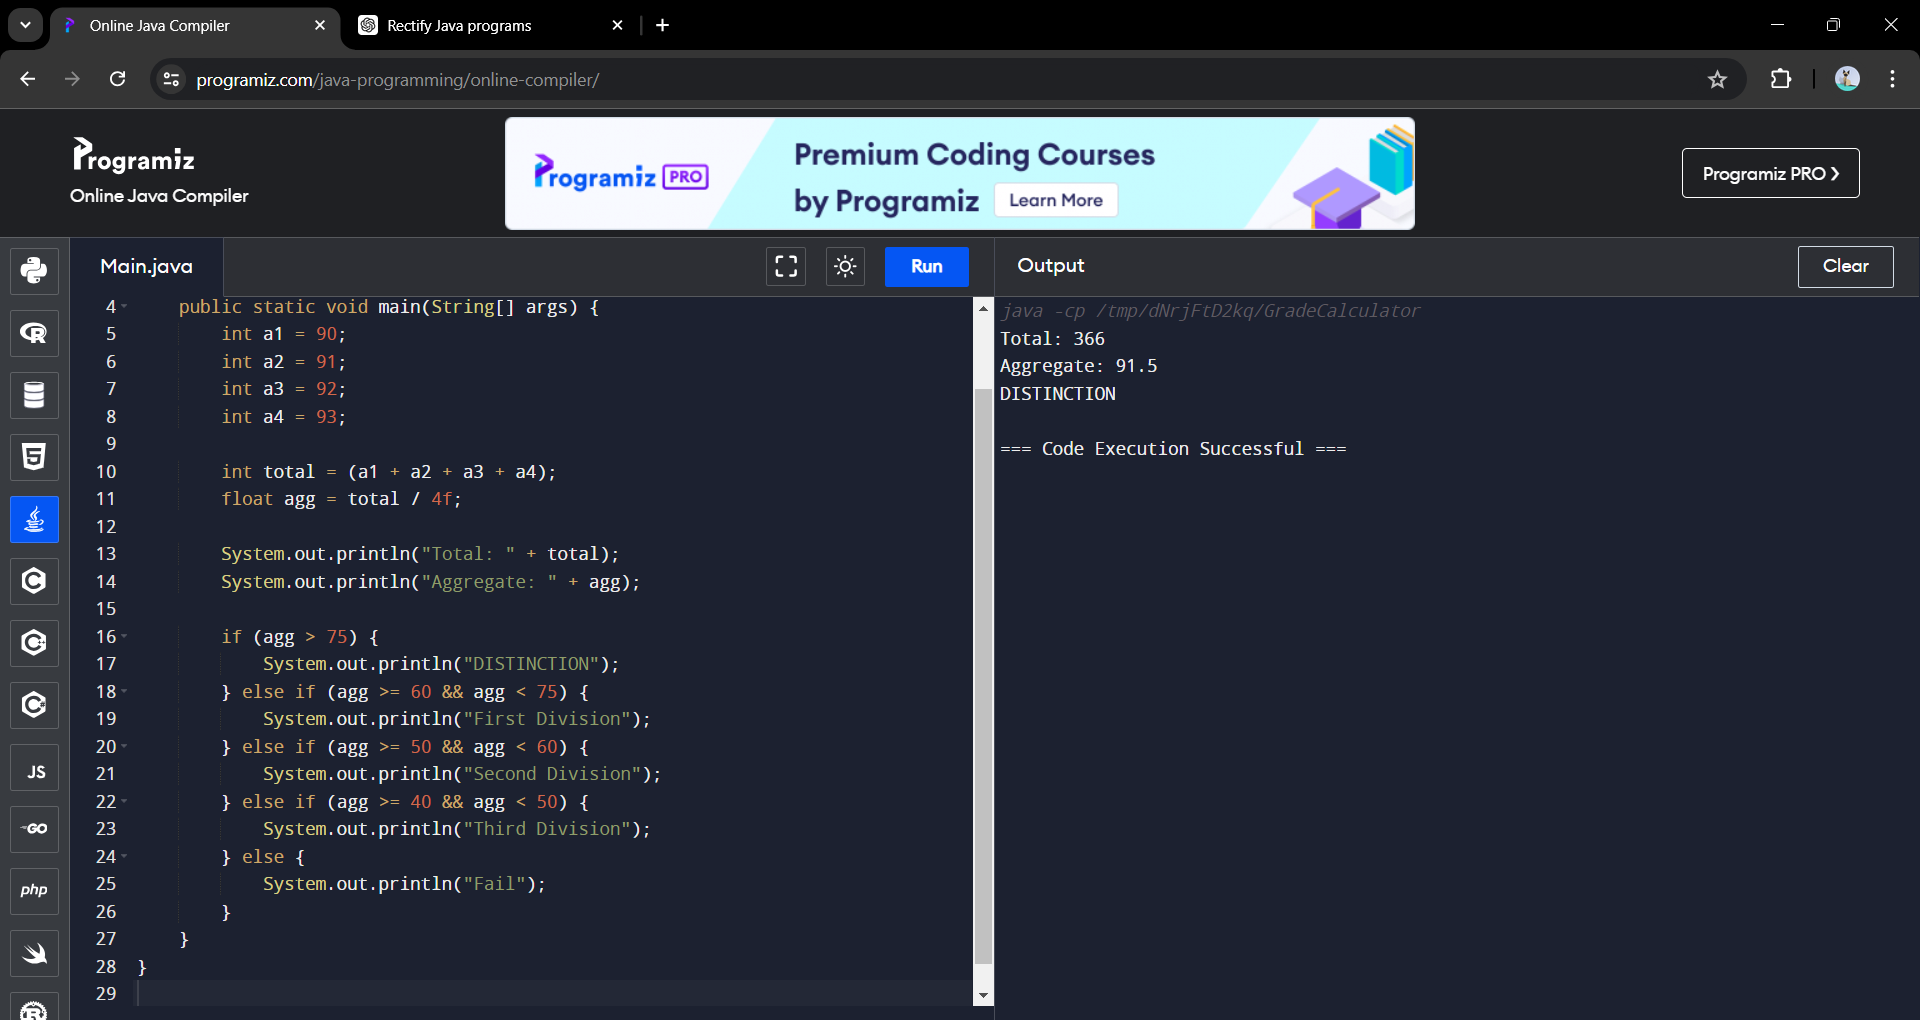 Online Java Compiler
Rectify Java programs
programiz.com/java-programming/online-compiler/
Programiz
Online Java Compiler
Programiz PRO
Premium Coding Courses
by Programiz
Learn More
Programiz PRO ❯
Main.java
Run
Output
Clear
4 public static void main(String[] args) {
5 int a1 = 90;
6 int a2 = 91;
7 int a3 = 92;
8 int a4 = 93;
9
10 int total = (a1 + a2 + a3 + a4);
11 float agg = total / 4f;
12
13 System.out.println("Total: " + total);
14 System.out.println("Aggregate: " + agg);
15
16 if (agg > 75) {
17 System.out.println("DISTINCTION");
18 } else if (agg >= 60 && agg < 75) {
19 System.out.println("First Division");
20 } else if (agg >= 50 && agg < 60) {
21 System.out.println("Second Division");
22 } else if (agg >= 40 && agg < 50) {
23 System.out.println("Third Division");
24 } else {
25 System.out.println("Fail");
26 }
27 }
28 }
29
java -cp /tmp/dNrjFtD2kq/GradeCalculator
Total: 366
Aggregate: 91.5
DISTINCTION
=== Code Execution Successful ===
R
5
C
C++
C#
JS
GO
php
R